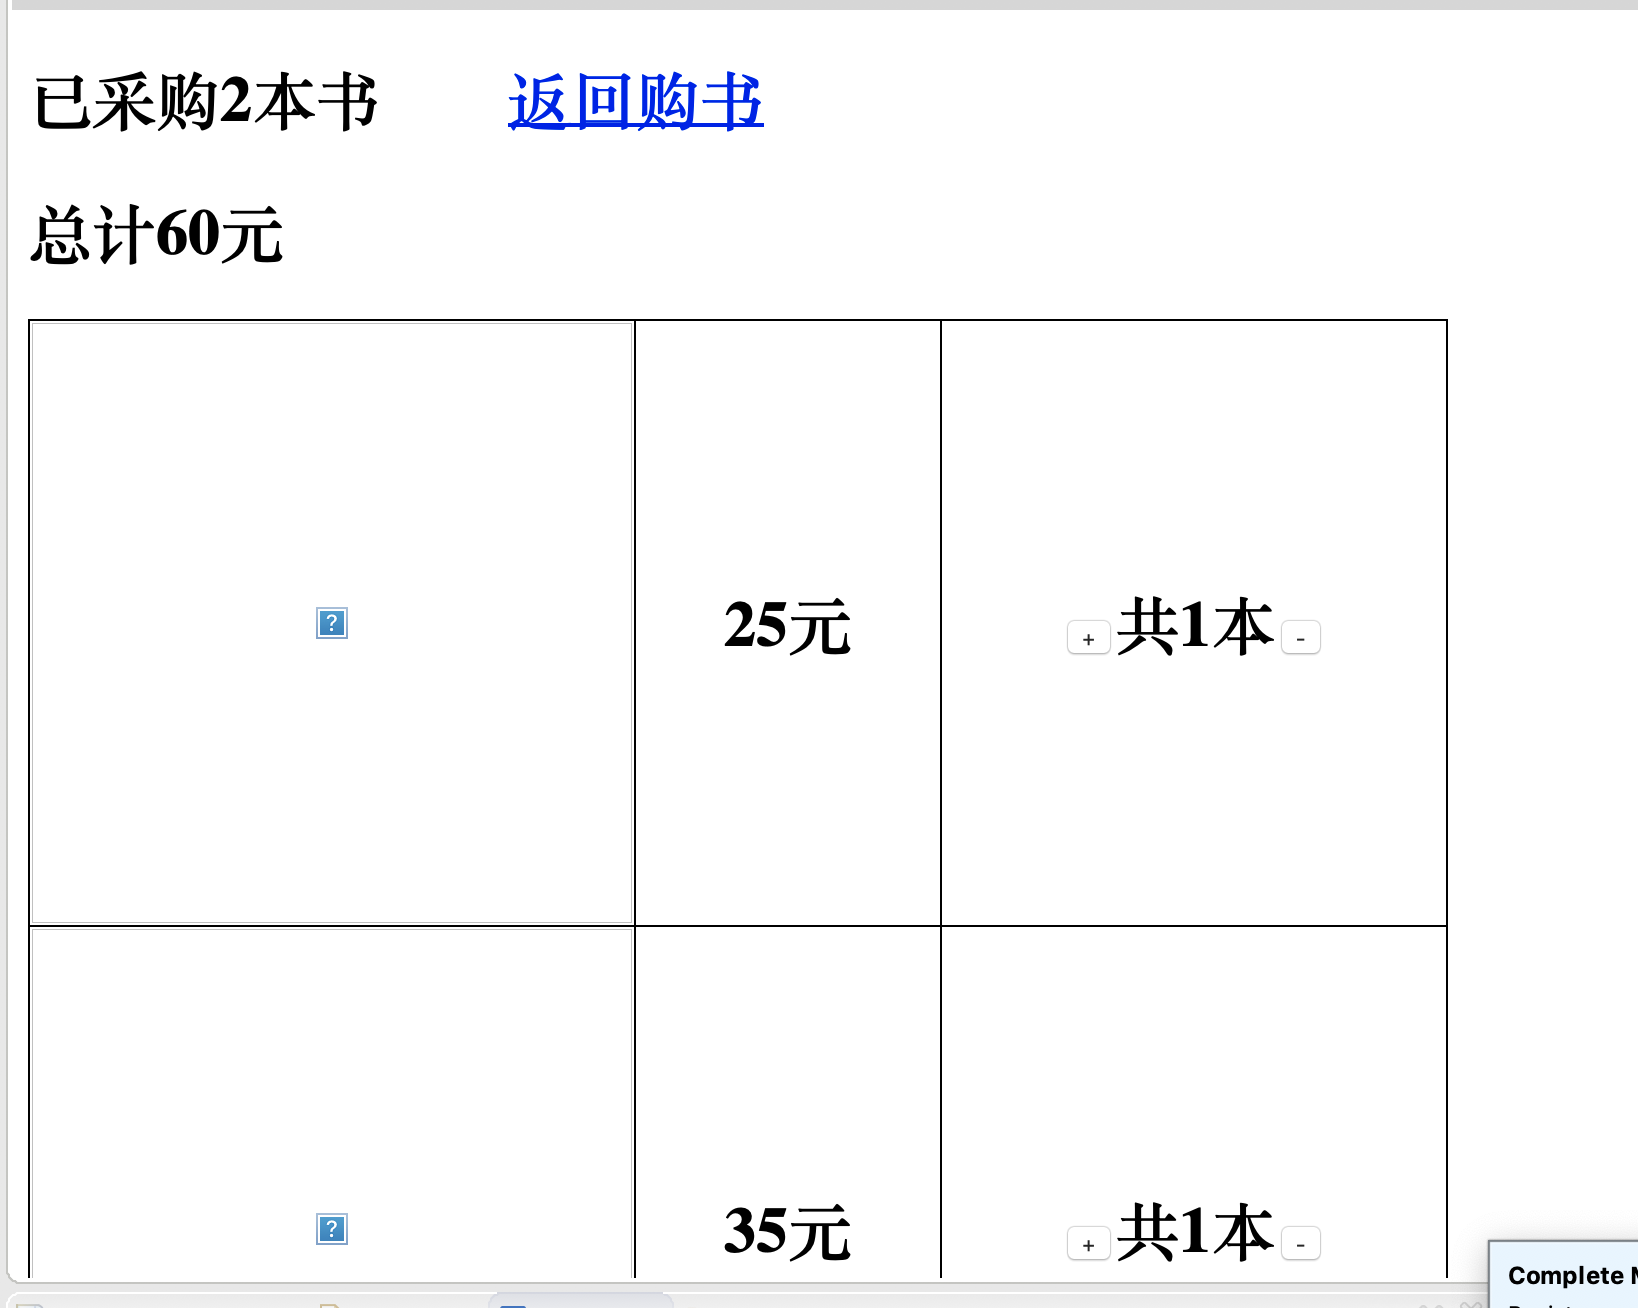 已采购2本书 返回购书
总计60元
25元 + 共1本 -
35元 + 共1本 -
Complete